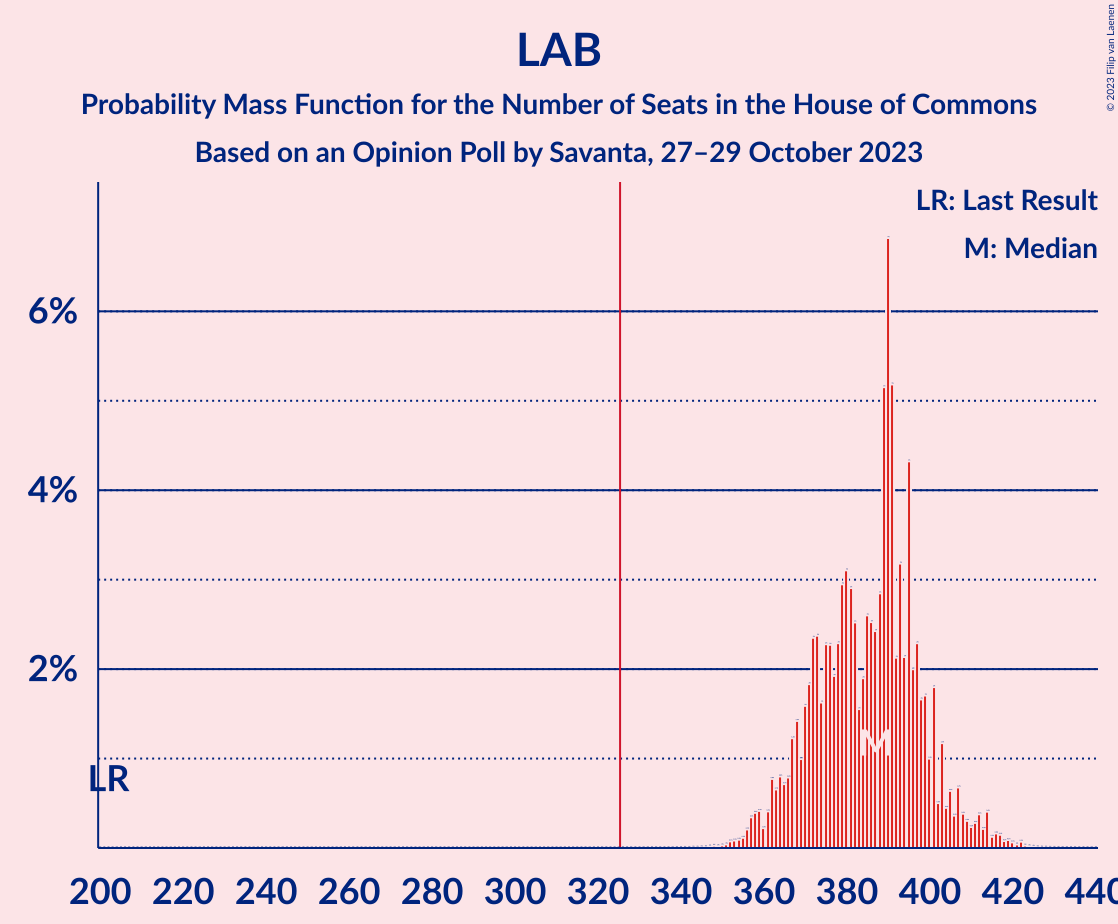 LAB
Probability Mass Function for the Number of Seats in the House of Commons
Based on an Opinion Poll by Savanta, 27–29 October 2023
© 2023 Filip van Laenen
LR: Last Result
M: Median
6%
4%
2%
LR
M
200 220 240 260 280 300 320 340 360 380 400 420 440